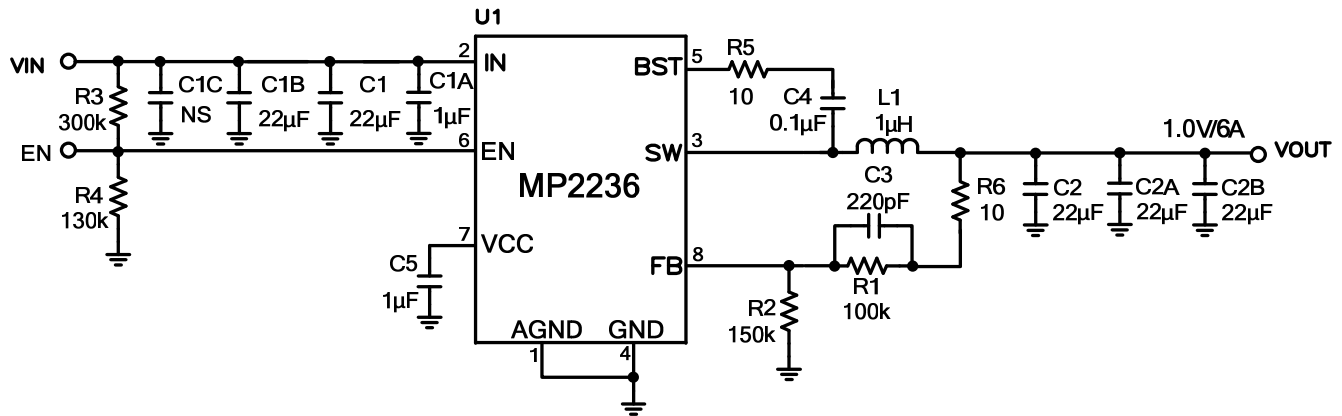 U1
VIN
R3
300k
C1C
NS
C1B
22µF
C1
22µF
C1A
1µF
2
IN
EN
6
EN
R4
130k
MP2236
7
VCC
C5
1µF
AGND
1
GND
4
BST
5
R5
10
C4
0.1µF
SW
3
L1
1µH
C3
220pF
FB
8
R1
100k
R2
150k
R6
10
C2
22µF
C2A
22µF
C2B
22µF
1.0V/6A
VOUT